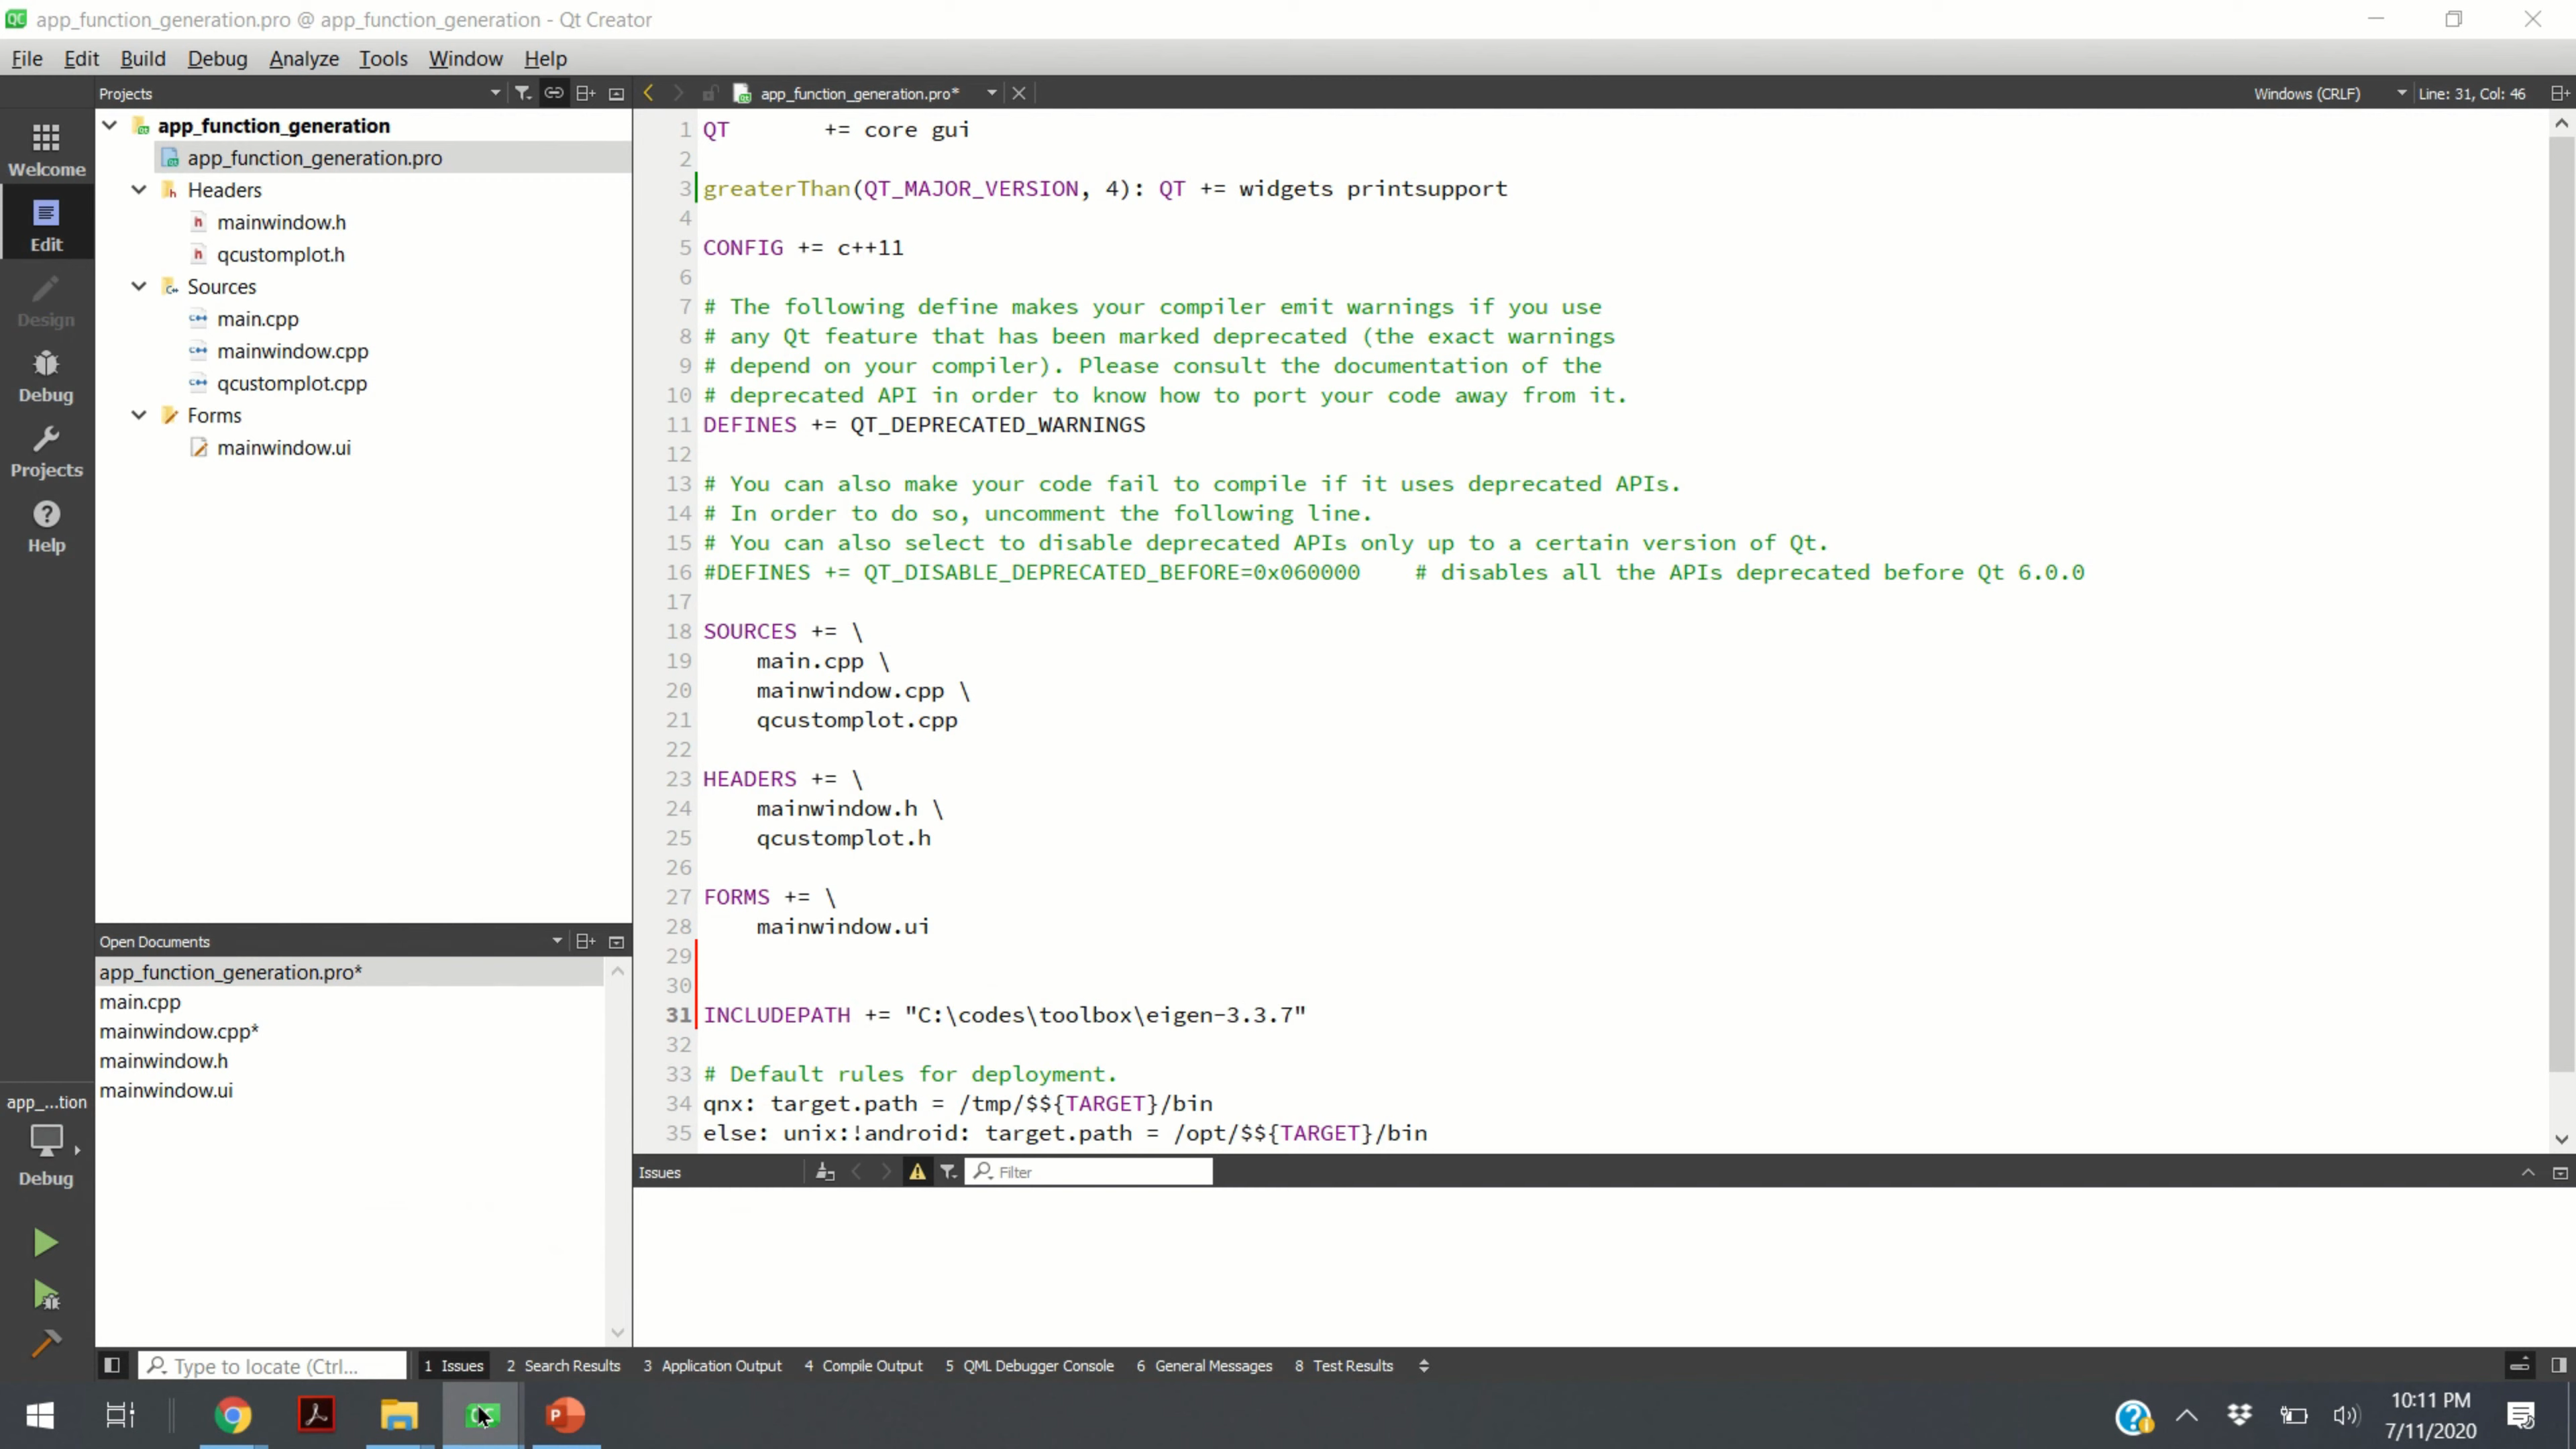 app_function_generation.pro @ app_function_generation - Qt Creator
File Edit Build Debug Analyze Tools Window Help
Projects
app_function_generation.pro*
Windows (CRLF)
Line: 31, Col: 46
Welcome
Edit
Design
Debug
Projects
Help
app_function_generation
app_function_generation.pro
Headers
mainwindow.h
qcustomplot.h
Sources
main.cpp
mainwindow.cpp
qcustomplot.cpp
Forms
mainwindow.ui
1 QT       += core gui
2
3 greaterThan(QT_MAJOR_VERSION, 4): QT += widgets printsupport
4
5 CONFIG += c++11
6
7 # The following define makes your compiler emit warnings if you use
8 # any Qt feature that has been marked deprecated (the exact warnings
9 # depend on your compiler). Please consult the documentation of the
10 # deprecated API in order to know how to port your code away from it.
11 DEFINES += QT_DEPRECATED_WARNINGS
12
13 # You can also make your code fail to compile if it uses deprecated APIs.
14 # In order to do so, uncomment the following line.
15 # You can also select to disable deprecated APIs only up to a certain version of Qt.
16 #DEFINES += QT_DISABLE_DEPRECATED_BEFORE=0x060000    # disables all the APIs deprecated before Qt 6.0.0
17
18 SOURCES += \
19     main.cpp \
20     mainwindow.cpp \
21     qcustomplot.cpp
22
23 HEADERS += \
24     mainwindow.h \
25     qcustomplot.h
26
27 FORMS += \
28     mainwindow.ui
29
30
31 INCLUDEPATH += "C:\codes\toolbox\eigen-3.3.7"
32
33 # Default rules for deployment.
34 qnx: target.path = /tmp/$${TARGET}/bin
35 else: unix:!android: target.path = /opt/$${TARGET}/bin
Open Documents
app_function_generation.pro*
main.cpp
mainwindow.cpp*
mainwindow.h
mainwindow.ui
app_...tion
Debug
Issues
Filter
Type to locate (Ctrl...
1 Issues 2 Search Results 3 Application Output 4 Compile Output 5 QML Debugger Console 6 General Messages 8 Test Results
10:11 PM
7/11/2020